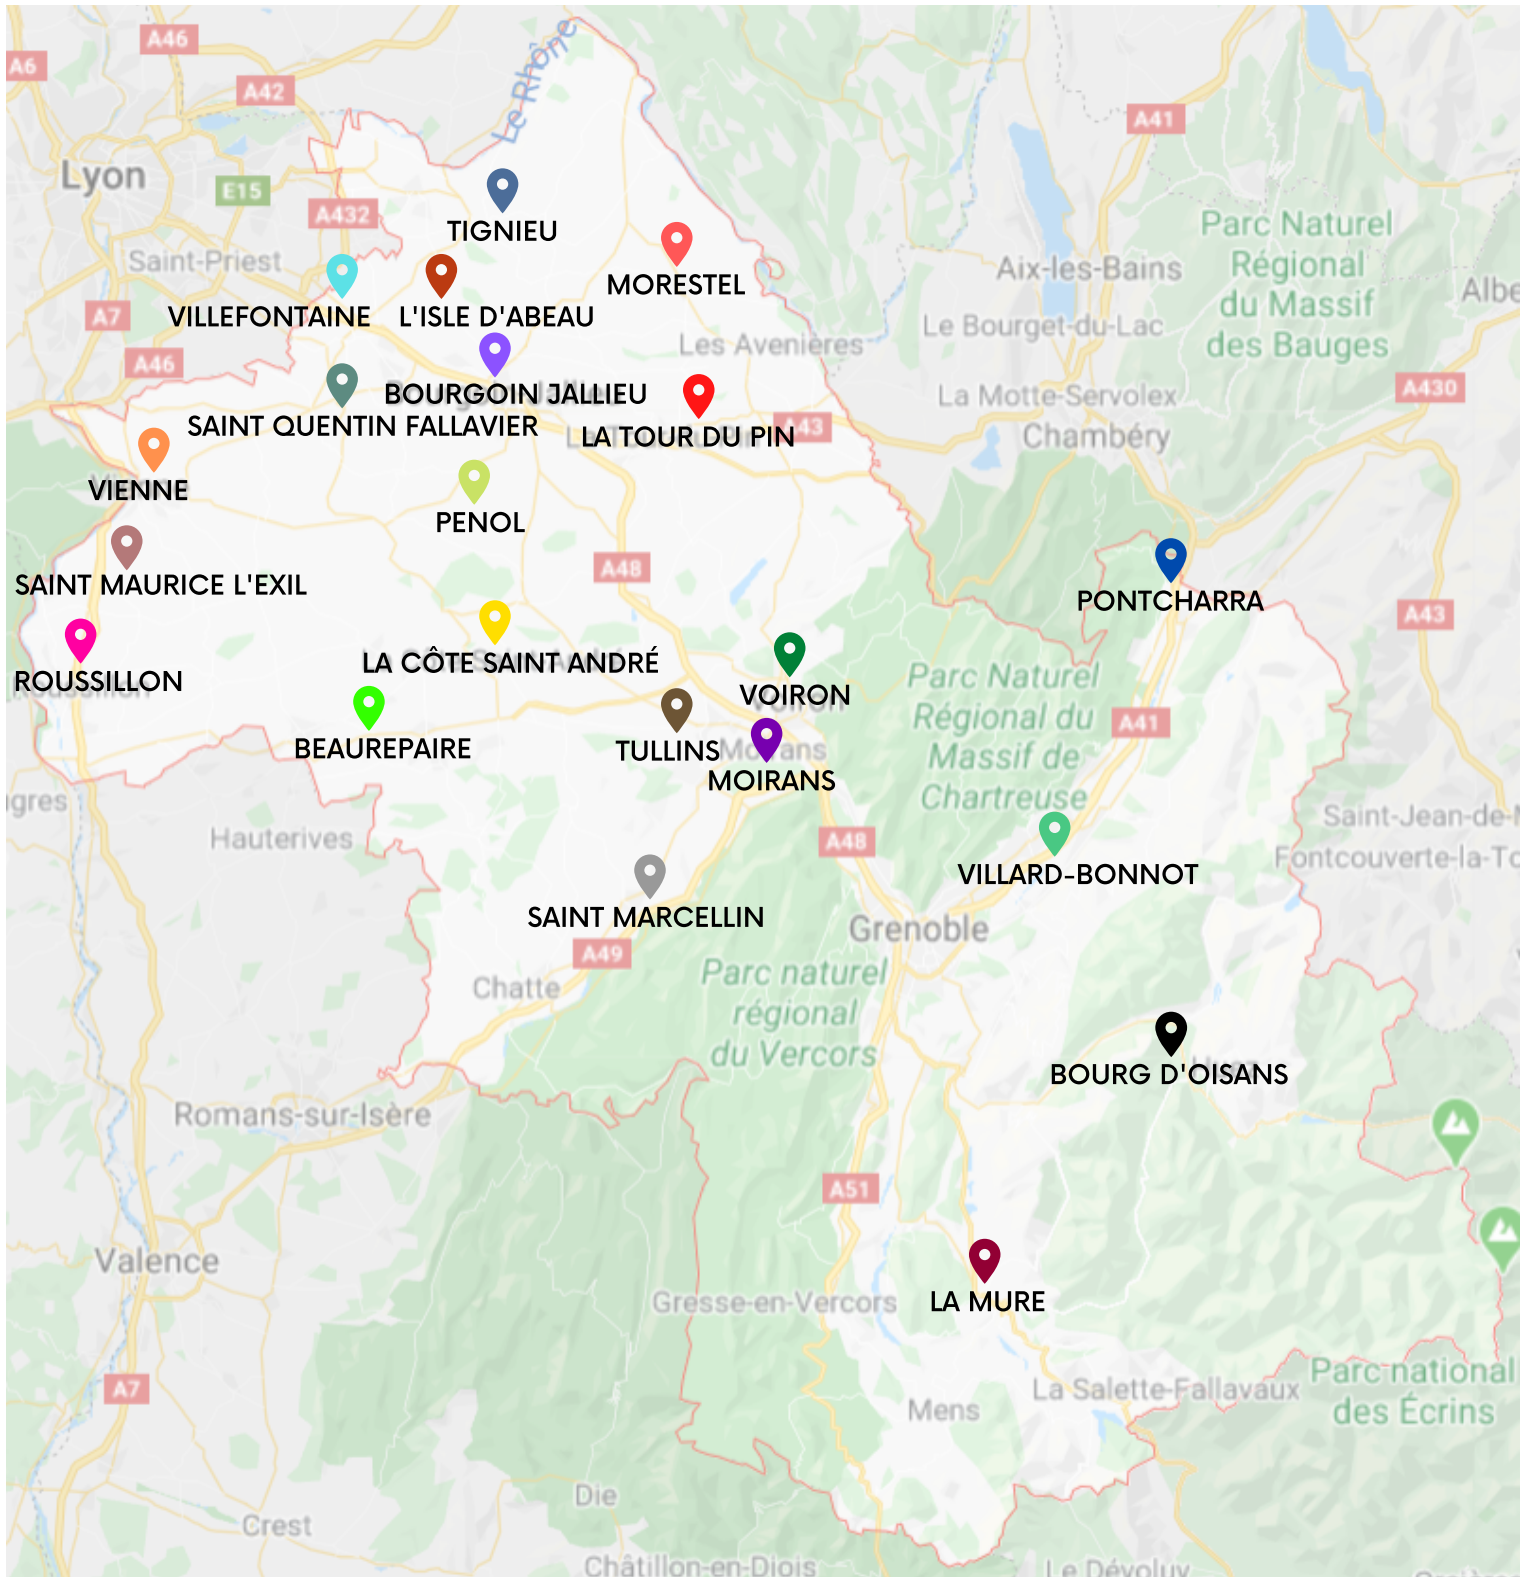 A46
A6
Le Rhône
A42
A41
Lyon
E15
A432
TIGNIEU
Parc Naturel
Régional
du Massif
des Bauges
Saint-Priest
MORESTEL
Aix-les-Bains
Albe
VILLEFONTAINE
L'ISLE D'ABEAU
A7
Le Bourget-du-Lac
Les Avenières
A46
BOURGOIN JALLIEU
La Motte-Servolex
A430
SAINT QUENTIN FALLAVIER
LA TOUR DU PIN
A43
Chambéry
VIENNE
PENOL
A48
SAINT MAURICE L'EXIL
PONTCHARRA
A43
LA CÔTE SAINT ANDRÉ
ROUSSILLON
VOIRON
Parc Naturel
Régional du
Massif de
Chartreuse
A41
BEAUREPAIRE
TULLINS
Moirans
MOIRANS
gres
Hauterives
A48
Saint-Jean-de-M
Fontcouverte-la-To
VILLARD-BONNOT
SAINT MARCELLIN
Grenoble
A49
Chatte
Parc naturel
régional
du Vercors
BOURG D'OISANS
Huez
Romans-sur-Isère
A51
Valence
LA MURE
Gresse-en-Vercors
A7
Mens
La Salette-Fallavaux
Parc national
des Écrins
Die
Crest
Châtillon-en-Diois
Le Dévoluy